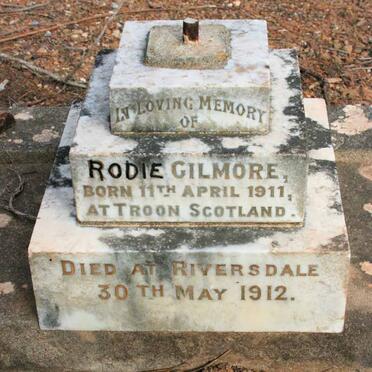 IN LOVING MEMORY
OF
RODIE GILMORE,
BORN 11TH APRIL 1911,
AT TROON SCOTLAND.
DIED AT RIVERSDALE
30TH MAY 1912.